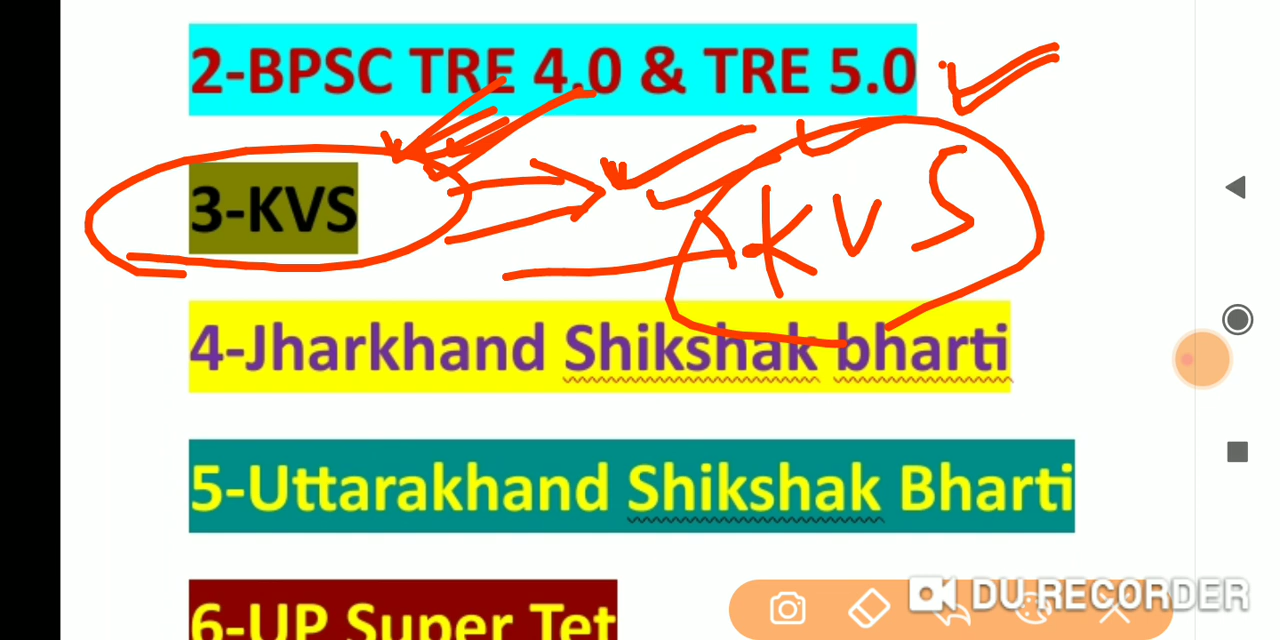 2-BPSC TRE 4.0 & TRE 5.0
3-KVS
KVS
4-Jharkhand Shikshak bharti
5-Uttarakhand Shikshak Bharti
6-UP Super Tet
DU RECORDER